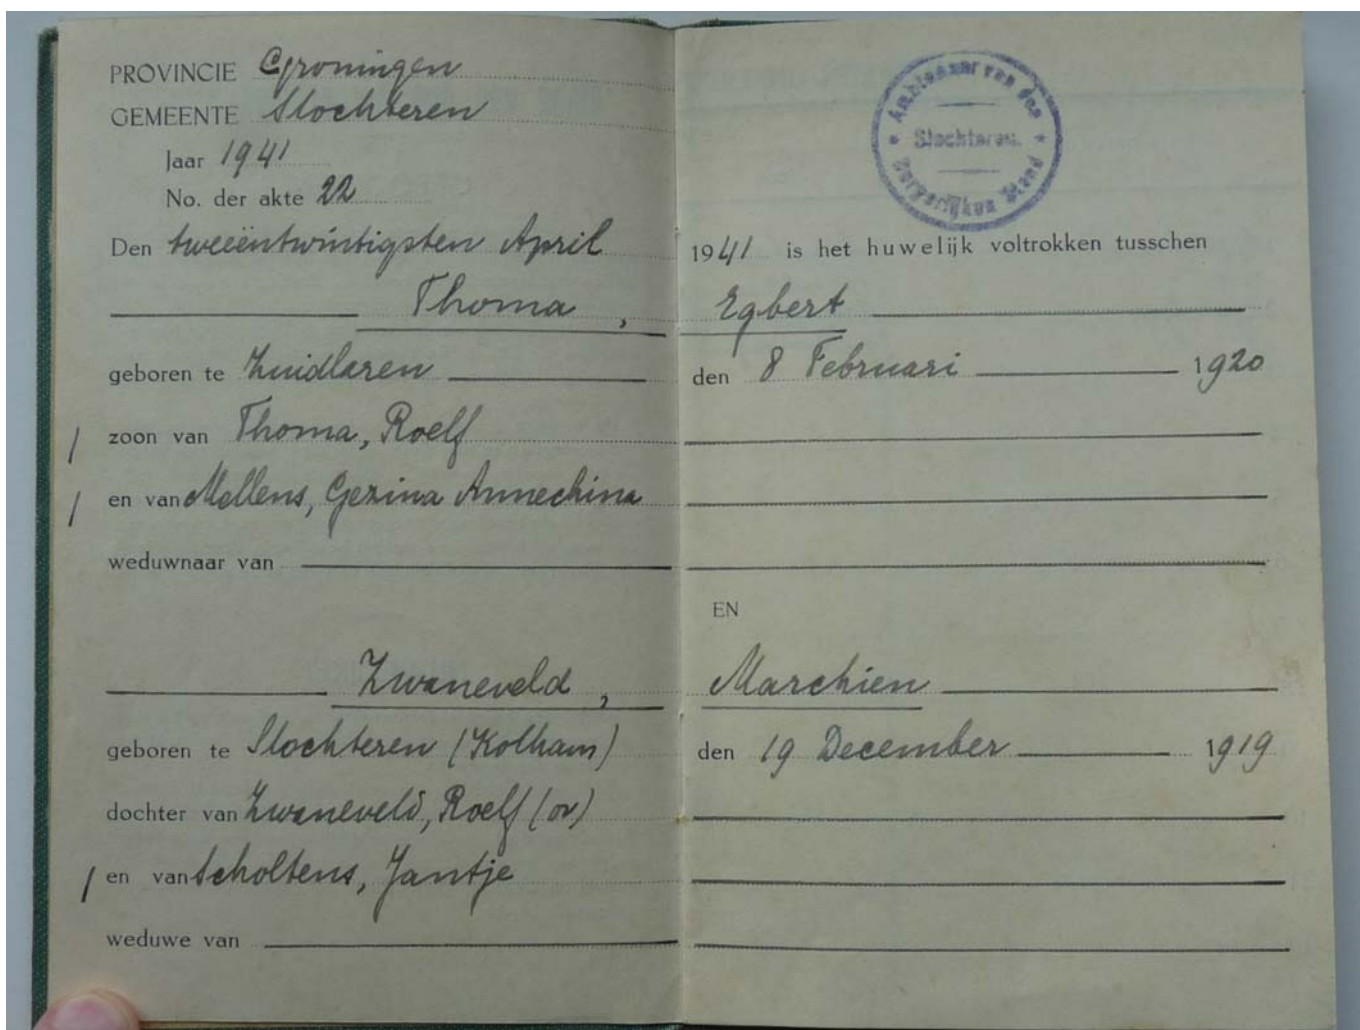 PROVINCIE Groningen
GEMEENTE Slochteren
Jaar 1941
No. der akte 22
Ambtenaar van den
Slochteren.
Burgerlijken Stand
Den tweeëntwintigsten April 1941 is het huwelijk voltrokken tusschen
Thoma, Egbert
geboren te Zuidlaren den 8 Februari 1920
zoon van Thoma, Roelf
en van Mellens, Gezina Annechina
weduwnaar van
EN
Zwaneveld, Marchien
geboren te Slochteren (Kolham) den 19 December 1919
dochter van Zwaneveld, Roelf (ov)
en van Scholtens, Jantje
weduwe van